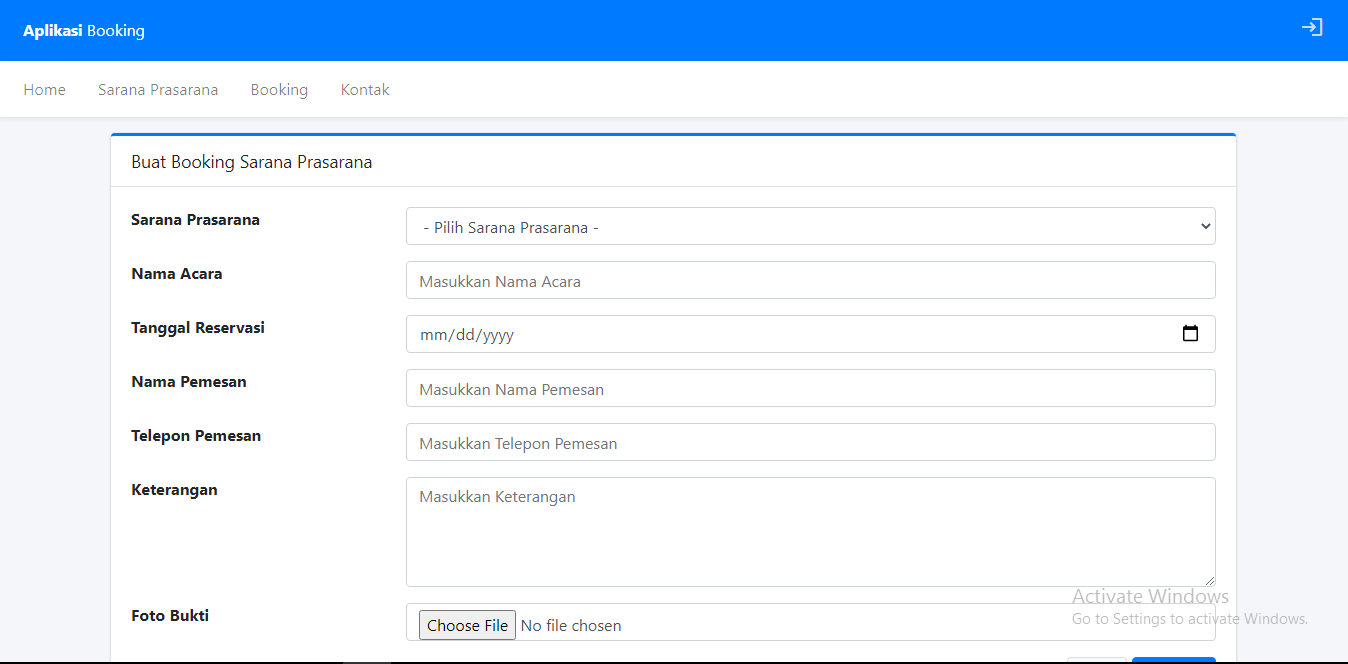 Aplikasi Booking
Home Sarana Prasarana Booking Kontak
Buat Booking Sarana Prasarana
Sarana Prasarana - Pilih Sarana Prasarana -
Nama Acara Masukkan Nama Acara
Tanggal Reservasi mm/dd/yyyy
Nama Pemesan Masukkan Nama Pemesan
Telepon Pemesan Masukkan Telepon Pemesan
Keterangan Masukkan Keterangan
Activate Windows
Go to Settings to activate Windows.
Foto Bukti Choose File No file chosen